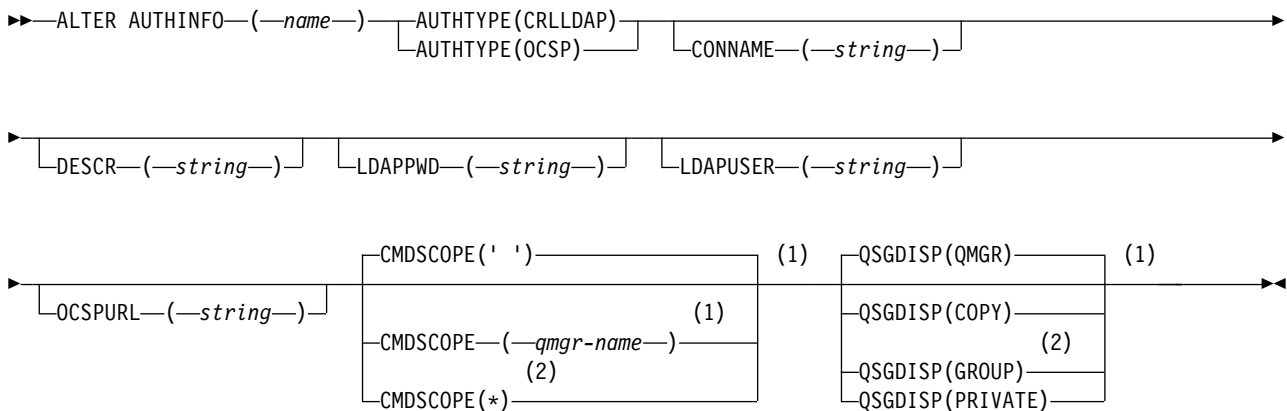 ALTER AUTHINFO ( name ) AUTHTYPE(CRLLDAP)
AUTHTYPE(OCSP) CONNAME ( string )
DESCR ( string ) LDAPPWD ( string ) LDAPUSER ( string )
CMDSCOPE(' ') (1) QSGDISP(QMGR) (1)
OCSPURL ( string ) (1) QSGDISP(COPY)
CMDSCOPE ( qmgr-name ) (2)
(2) QSGDISP(GROUP)
CMDSCOPE(*) QSGDISP(PRIVATE)